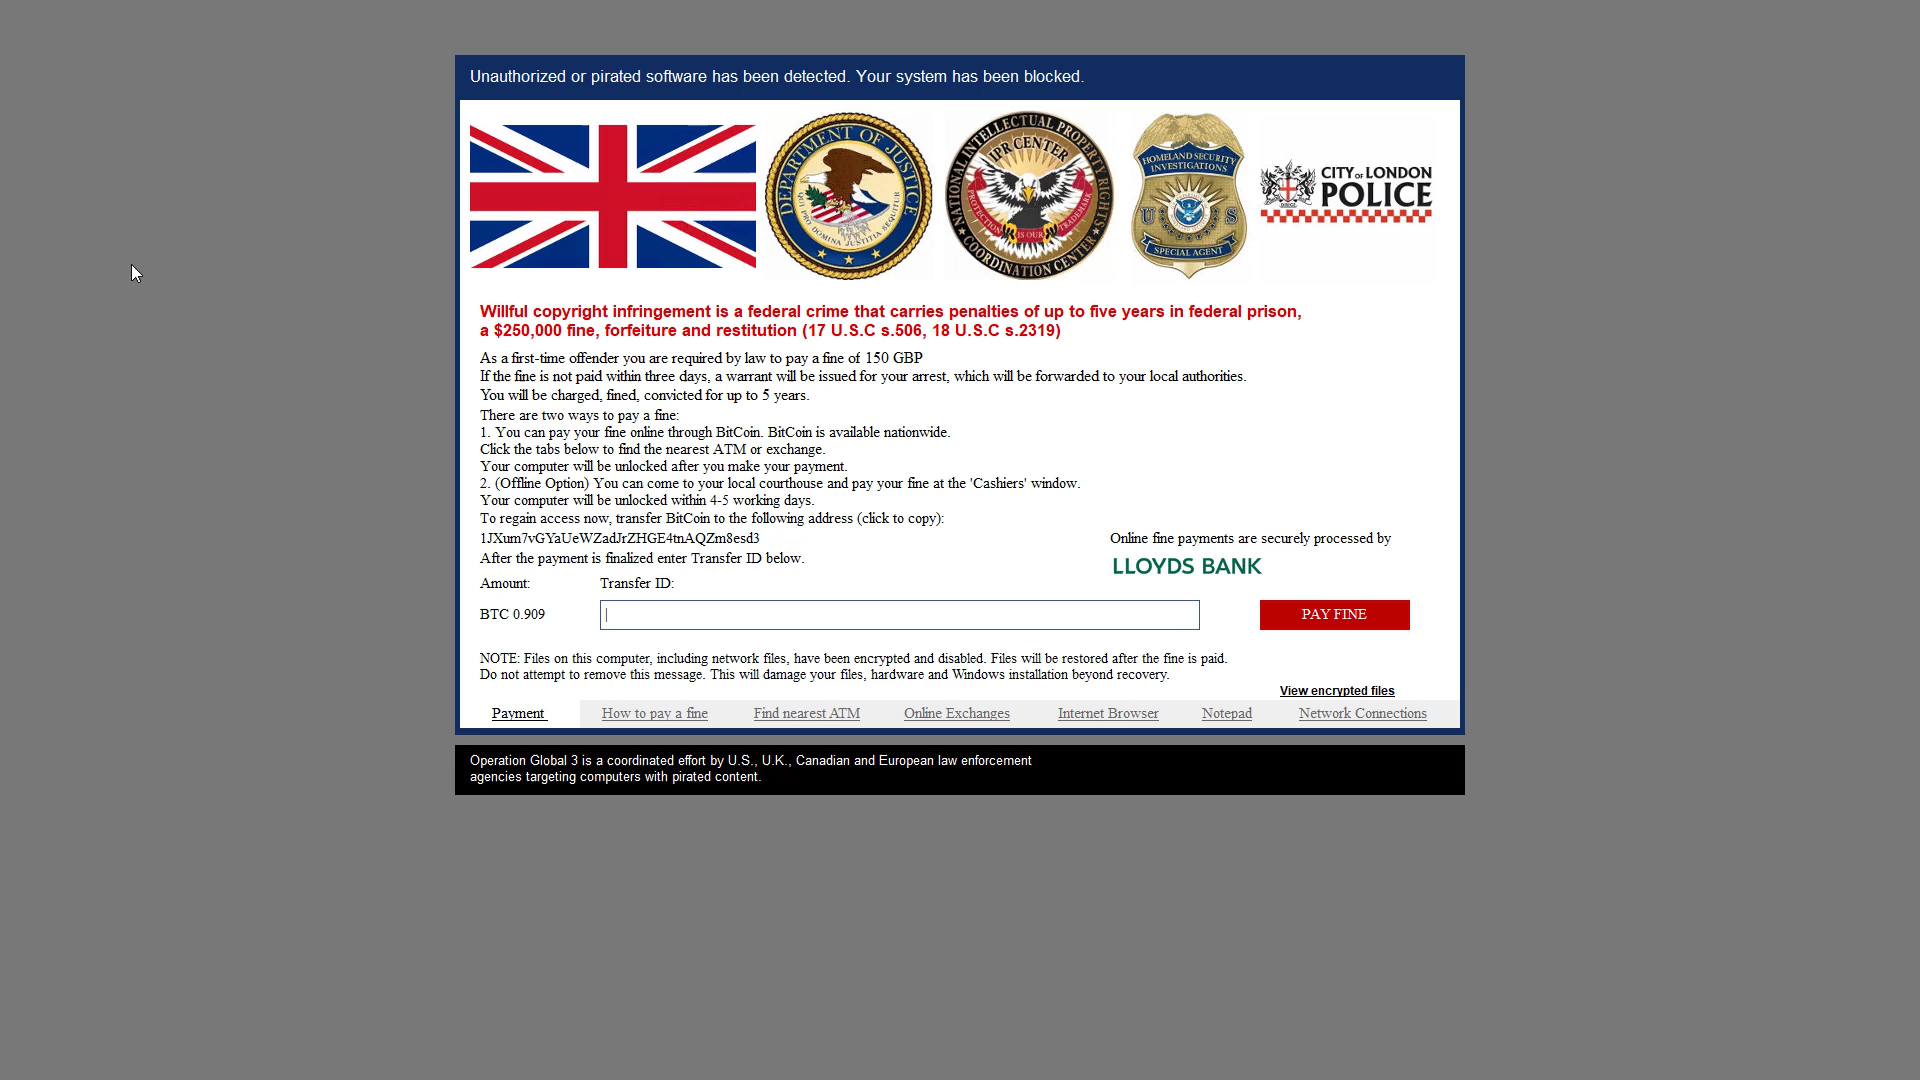 Unauthorized or pirated software has been detected. Your system has been blocked.
DEPARTMENT OF JUSTICE
QUI PRO DOMINA JUSTITIA SEQUITUR
NATIONAL INTELLECTUAL PROPERTY RIGHTS
IPR CENTER
PROTECTION IS OUR TRADEMARK
COORDINATION CENTER
HOMELAND SECURITY
INVESTIGATIONS
U S
SPECIAL AGENT
CITY OF LONDON
POLICE
Willful copyright infringement is a federal crime that carries penalties of up to five years in federal prison,
a $250,000 fine, forfeiture and restitution (17 U.S.C s.506, 18 U.S.C s.2319)
As a first-time offender you are required by law to pay a fine of 150 GBP
If the fine is not paid within three days, a warrant will be issued for your arrest, which will be forwarded to your local authorities.
You will be charged, fined, convicted for up to 5 years.
There are two ways to pay a fine:
1. You can pay your fine online through BitCoin. BitCoin is available nationwide.
Click the tabs below to find the nearest ATM or exchange.
Your computer will be unlocked after you make your payment.
2. (Offline Option) You can come to your local courthouse and pay your fine at the 'Cashiers' window.
Your computer will be unlocked within 4-5 working days.
To regain access now, transfer BitCoin to the following address (click to copy):
1JXum7vGYaUeWZadJrZHGE4tnAQZm8esd3
Online fine payments are securely processed by
After the payment is finalized enter Transfer ID below.
LLOYDS BANK
Amount: Transfer ID:
BTC 0.909
PAY FINE
NOTE: Files on this computer, including network files, have been encrypted and disabled. Files will be restored after the fine is paid.
Do not attempt to remove this message. This will damage your files, hardware and Windows installation beyond recovery.
View encrypted files
Payment How to pay a fine Find nearest ATM Online Exchanges Internet Browser Notepad Network Connections
Operation Global 3 is a coordinated effort by U.S., U.K., Canadian and European law enforcement
agencies targeting computers with pirated content.